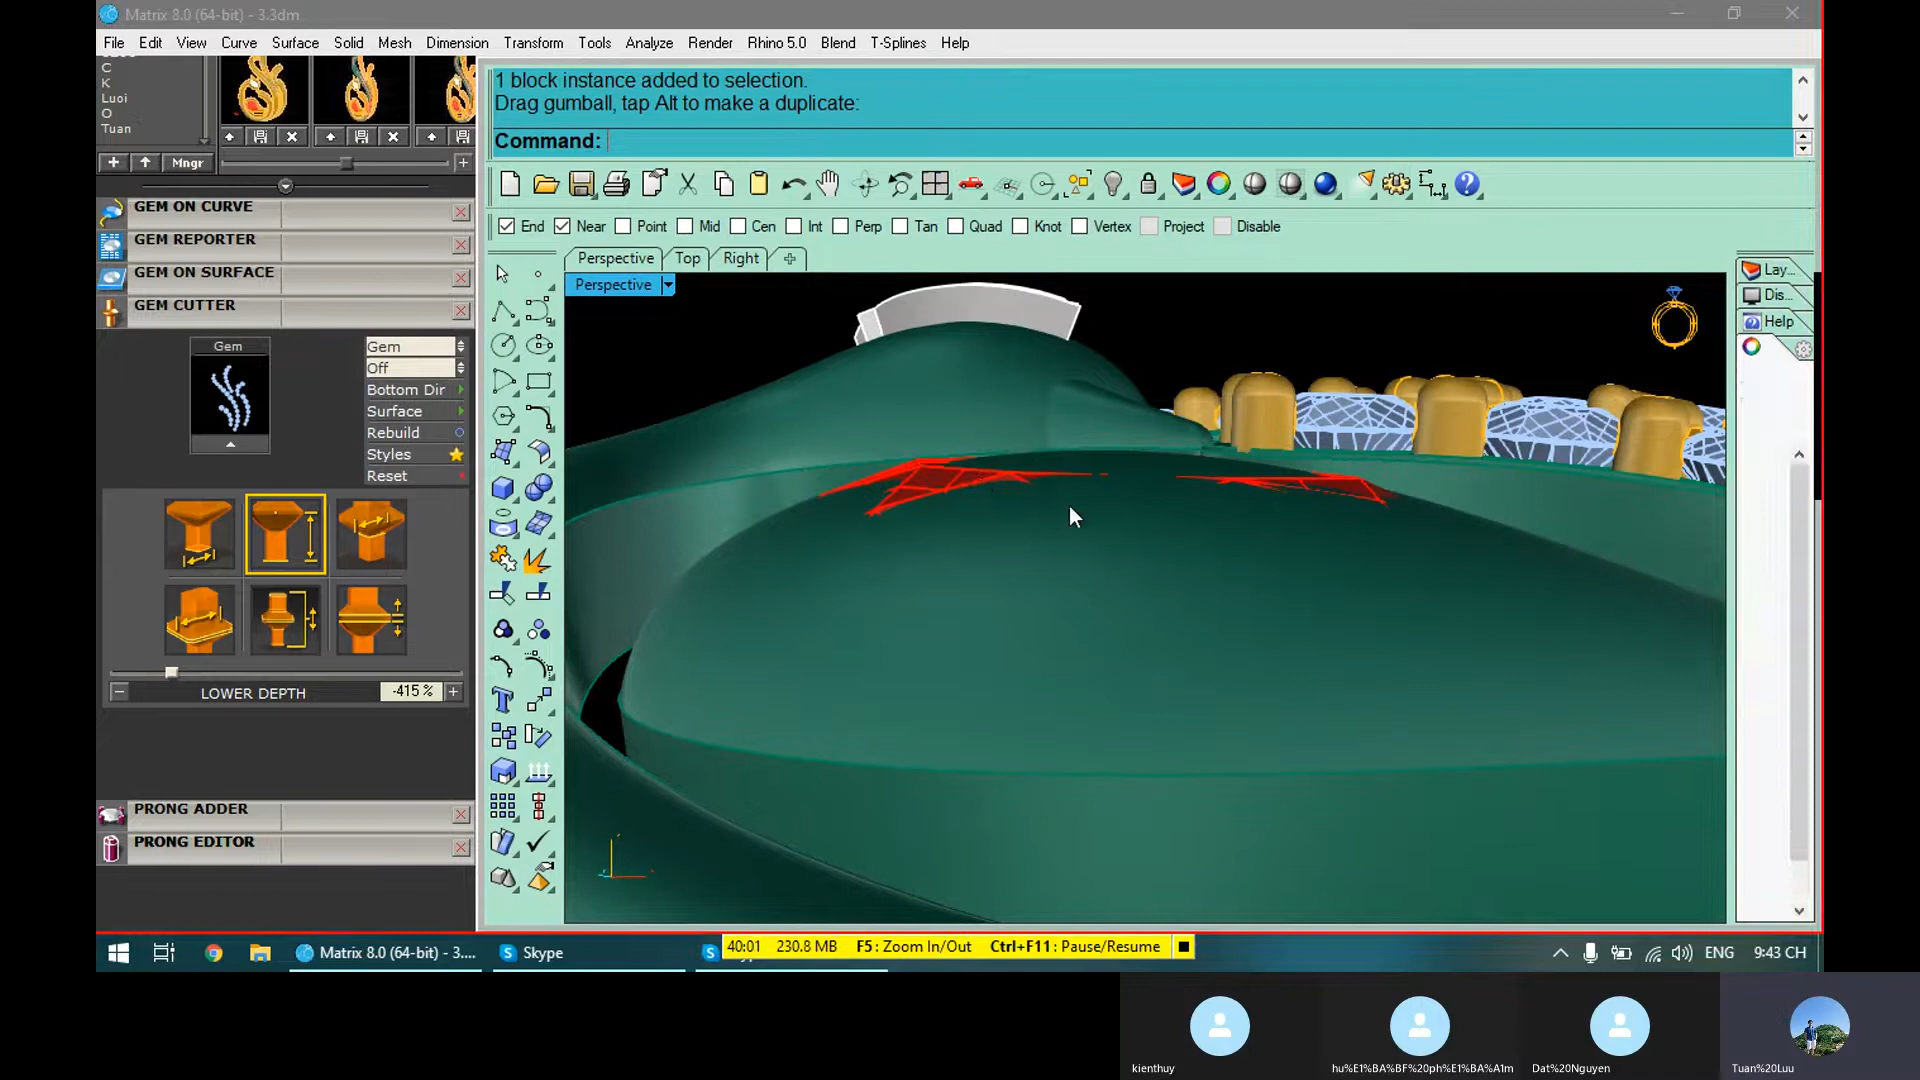 Matrix 8.0 (64-bit) - 3.3dm
File Edit View Curve Surface Solid Mesh Dimension Transform Tools Analyze Render Rhino 5.0 Blend T-Splines Help
C
K
Luoi
O
Tuan
Mngr
1 block instance added to selection.
Drag gumball, tap Alt to make a duplicate:
Command:
End Near Point Mid Cen Int Perp Tan Quad Knot Vertex Project Disable
Perspective Top Right
Perspective
GEM ON CURVE
GEM REPORTER
GEM ON SURFACE
GEM CUTTER
Gem
Gem
Off
Bottom Dir
Surface
Rebuild
Styles
Reset
LOWER DEPTH -415 %
PRONG ADDER
PRONG EDITOR
Lay...
Dis...
Help
Matrix 8.0 (64-bit) - 3....
Skype
40:01 230.8 MB F5: Zoom In/Out Ctrl+F11: Pause/Resume
ENG
9:43 CH
kienthuy
hu%E1%BA%BF%20ph%E1%BA%A1m
Dat%20Nguyen
Tuan%20Luu